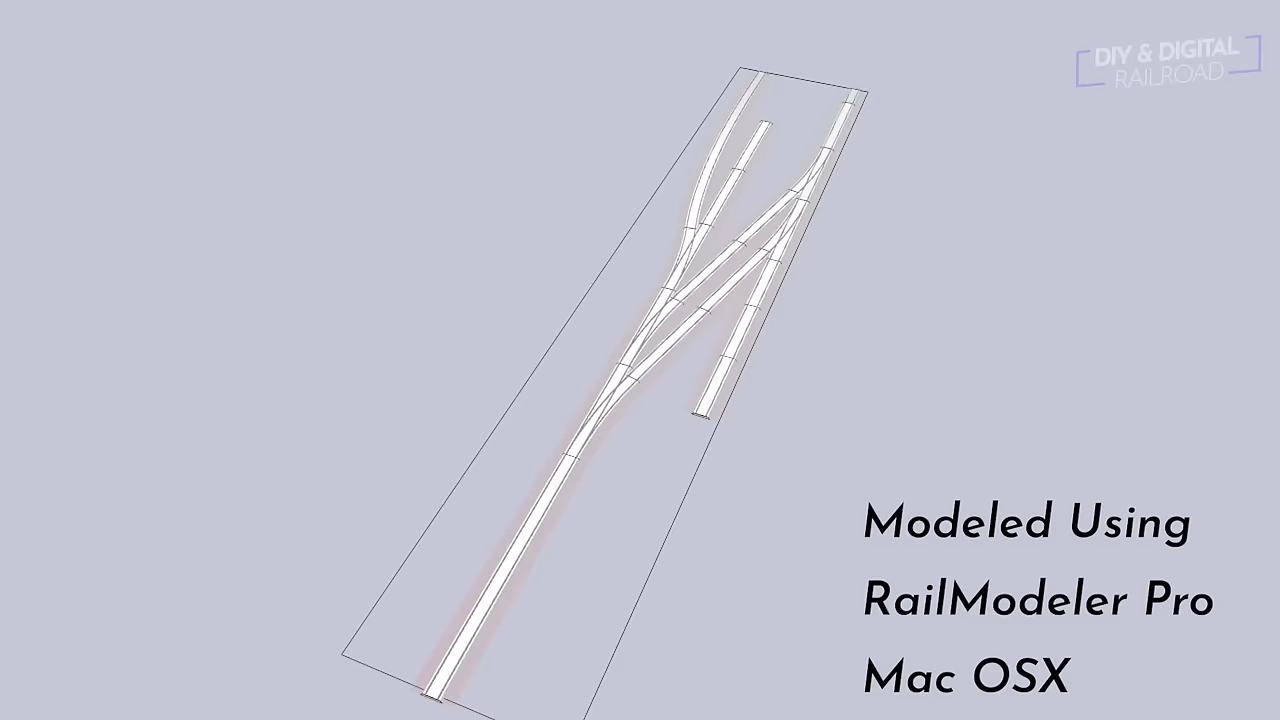 DIY & DIGITAL
RAILROAD
Modeled Using
RailModeler Pro
Mac OSX